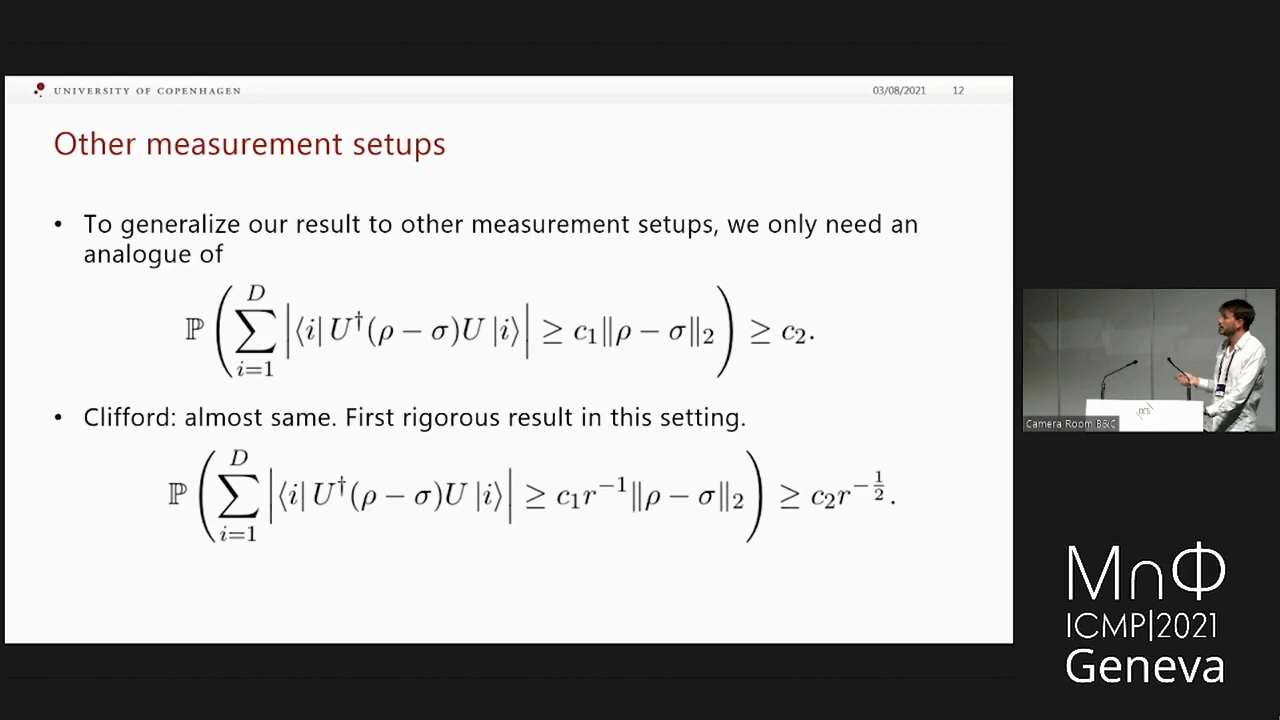 UNIVERSITY OF COPENHAGEN
03/08/2021 12
Other measurement setups
• To generalize our result to other measurement setups, we only need an
analogue of
ℙ(∑_{i=1}^{D} |⟨i| U†(ρ − σ)U |i⟩| ≥ c₁‖ρ − σ‖₂) ≥ c₂.
• Clifford: almost same. First rigorous result in this setting.
ℙ(∑_{i=1}^{D} |⟨i| U†(ρ − σ)U |i⟩| ≥ c₁r⁻¹‖ρ − σ‖₂) ≥ c₂r^{−1/2}.
Camera Room B&C
M∩Φ
ICMP|2021
Geneva